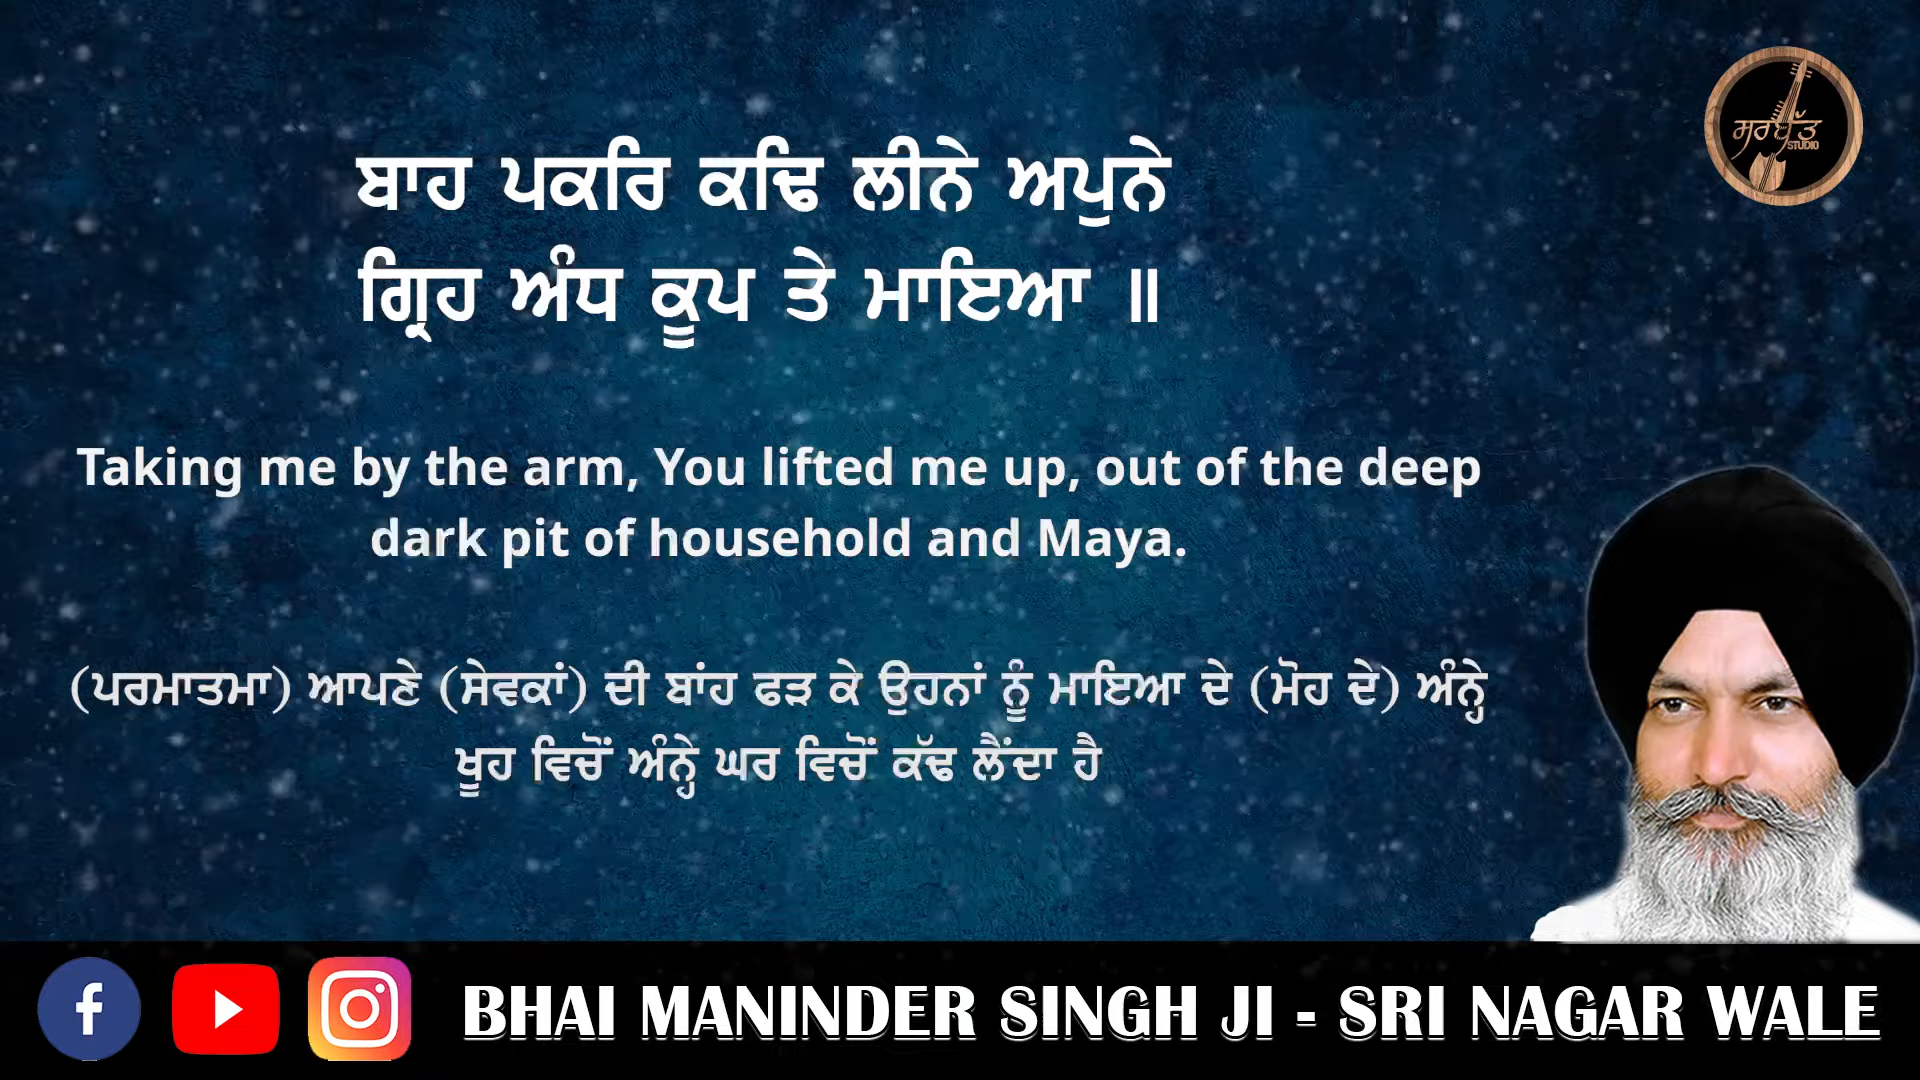 ਸਰਬੱਤ
STUDIO
ਬਾਹ ਪਕਰਿ ਕਢਿ ਲੀਨੇ ਅਪੁਨੇ
ਗ੍ਰਿਹ ਅੰਧ ਕੂਪ ਤੇ ਮਾਇਆ ॥
Taking me by the arm, You lifted me up, out of the deep
dark pit of household and Maya.
(ਪਰਮਾਤਮਾ) ਆਪਣੇ (ਸੇਵਕਾਂ) ਦੀ ਬਾਂਹ ਫੜ ਕੇ ਉਹਨਾਂ ਨੂੰ ਮਾਇਆ ਦੇ (ਮੋਹ ਦੇ) ਅੰਨ੍ਹੇ
ਖੂਹ ਵਿਚੋਂ ਅੰਨ੍ਹੇ ਘਰ ਵਿਚੋਂ ਕੱਢ ਲੈਂਦਾ ਹੈ
BHAI MANINDER SINGH JI - SRI NAGAR WALE